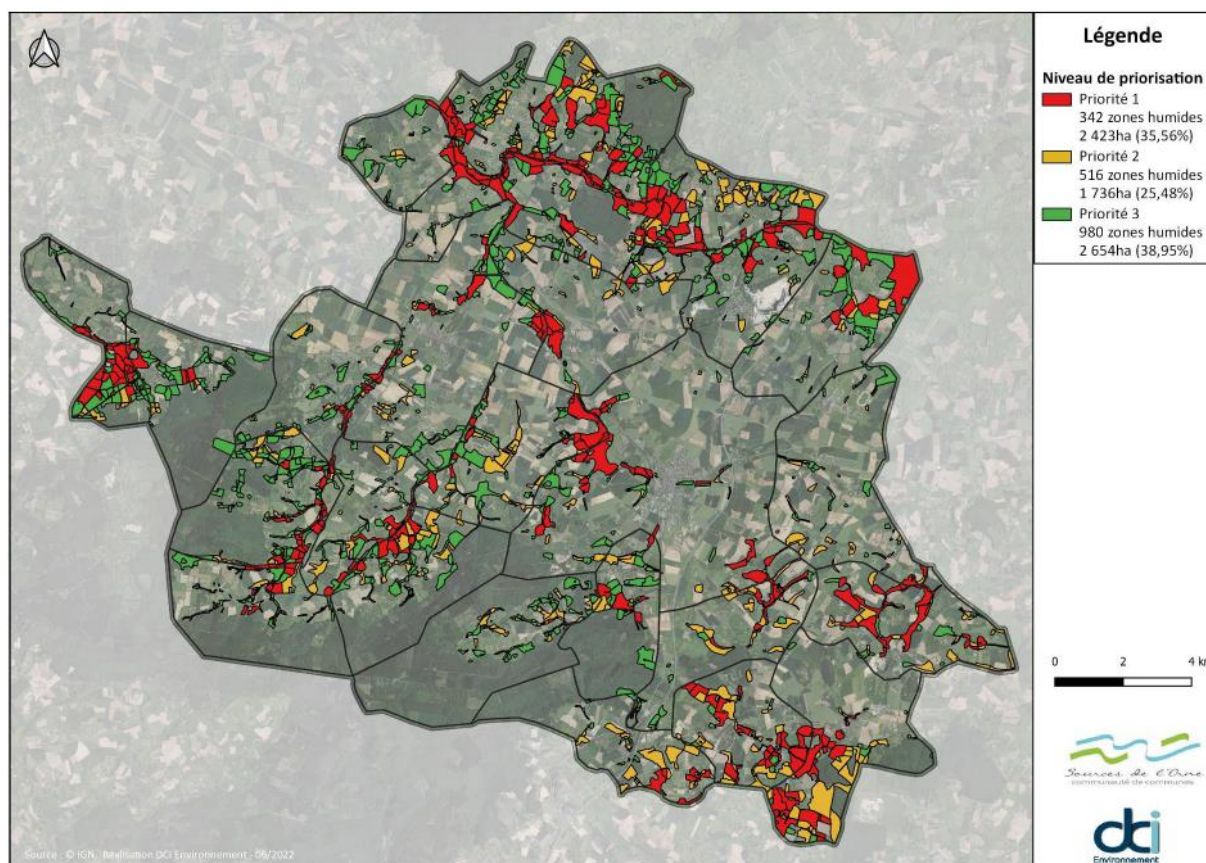 Légende
Niveau de priorisation
Priorité 1
342 zones humides
2 423ha (35,56%)
Priorité 2
516 zones humides
1 736ha (25,48%)
Priorité 3
980 zones humides
2 654ha (38,95%)
0 2 4 km
Sources de l'Orne
communauté de communes
dci
Environnement
Source : © IGN, Réalisation DCI Environnement - 06/2022